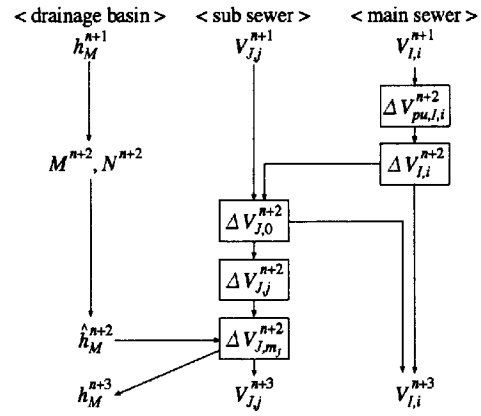 < drainage basin > < sub sewer > < main sewer >
h_M^{n+1} V_{J,j}^{n+1} V_{I,i}^{n+1}
ΔV_{pu,I,i}^{n+2}
M^{n+2}, N^{n+2} ΔV_{I,i}^{n+2}
ΔV_{J,0}^{n+2}
ΔV_{J,j}^{n+2}
ĥ_M^{n+2} ΔV_{J,m_J}^{n+2}
h_M^{n+3} V_{J,j}^{n+3} V_{I,i}^{n+3}